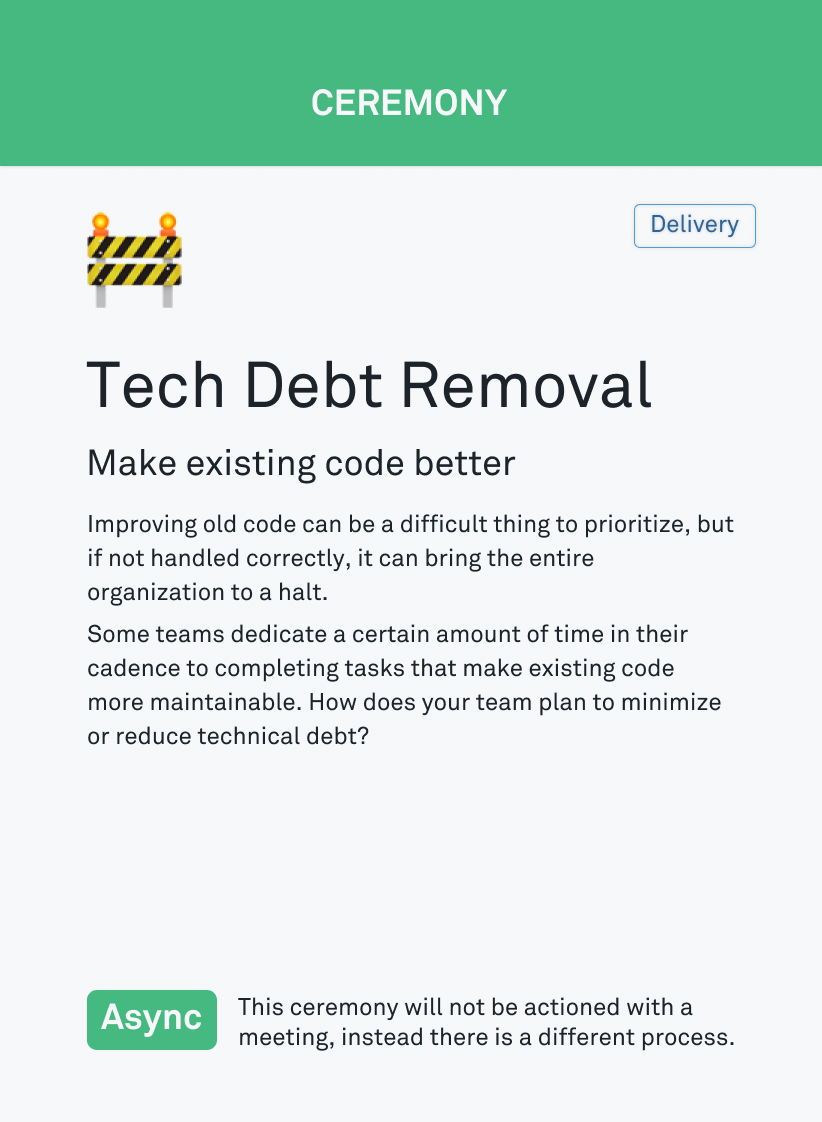 CEREMONY
Delivery
Tech Debt Removal
Make existing code better
Improving old code can be a difficult thing to prioritize, but
if not handled correctly, it can bring the entire
organization to a halt.
Some teams dedicate a certain amount of time in their
cadence to completing tasks that make existing code
more maintainable. How does your team plan to minimize
or reduce technical debt?
Async
This ceremony will not be actioned with a
meeting, instead there is a different process.